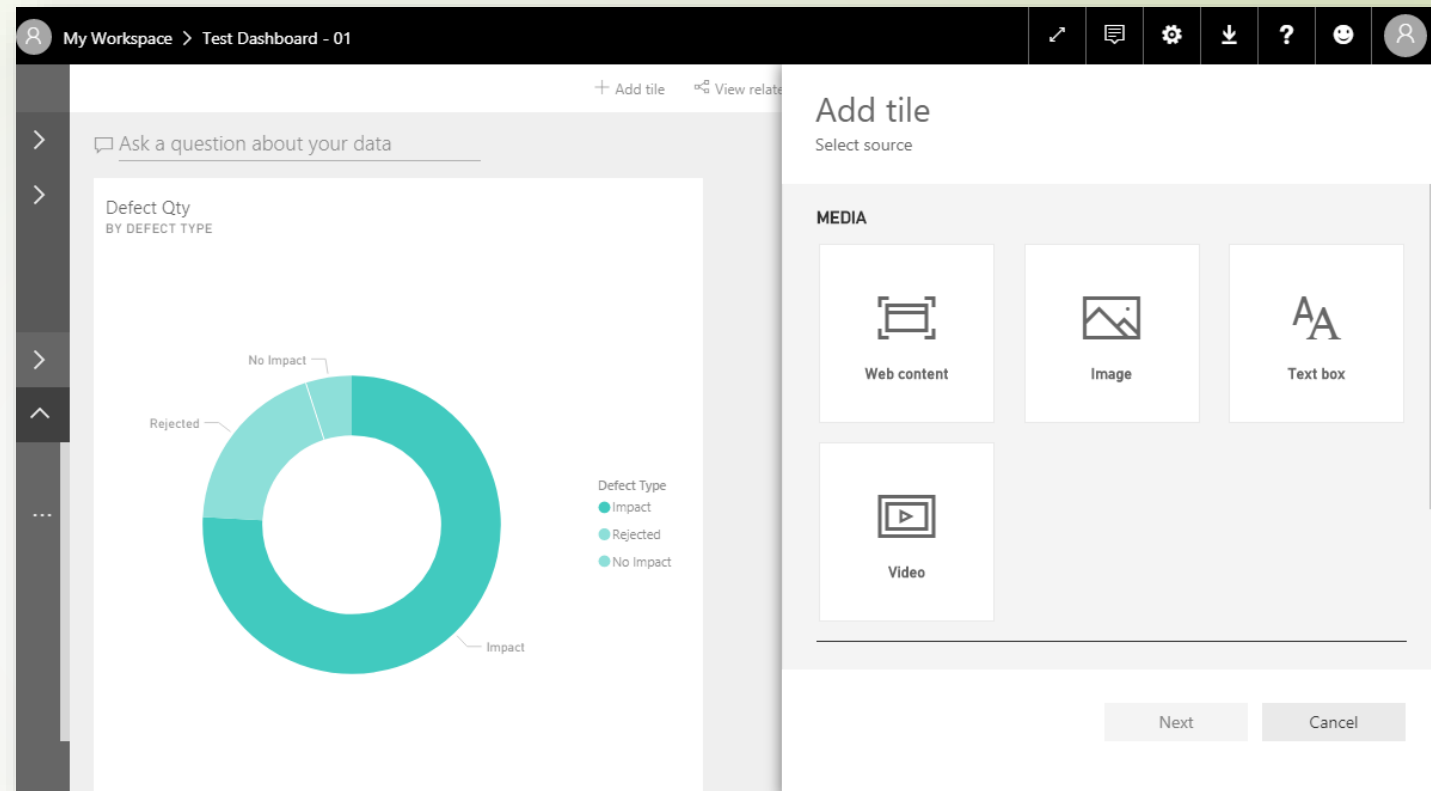 My Workspace > Test Dashboard - 01
?
+ Add tile View relate
Ask a question about your data
Defect Qty
BY DEFECT TYPE
No Impact
Rejected
Impact
Defect Type
Impact
Rejected
No Impact
...
Add tile
Select source
MEDIA
Web content
Image
Text box
Video
Next
Cancel